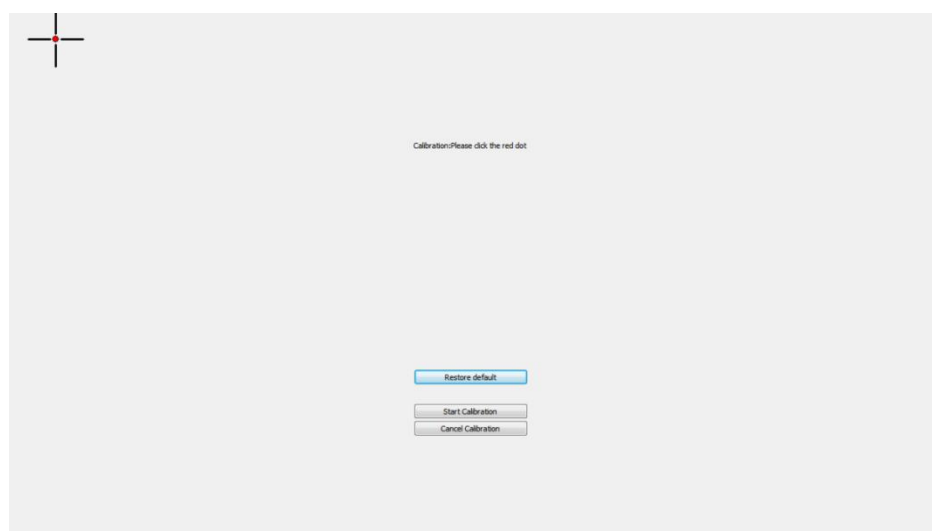 Calibration:Please click the red dot
Restore default
Start Calibration
Cancel Calibration